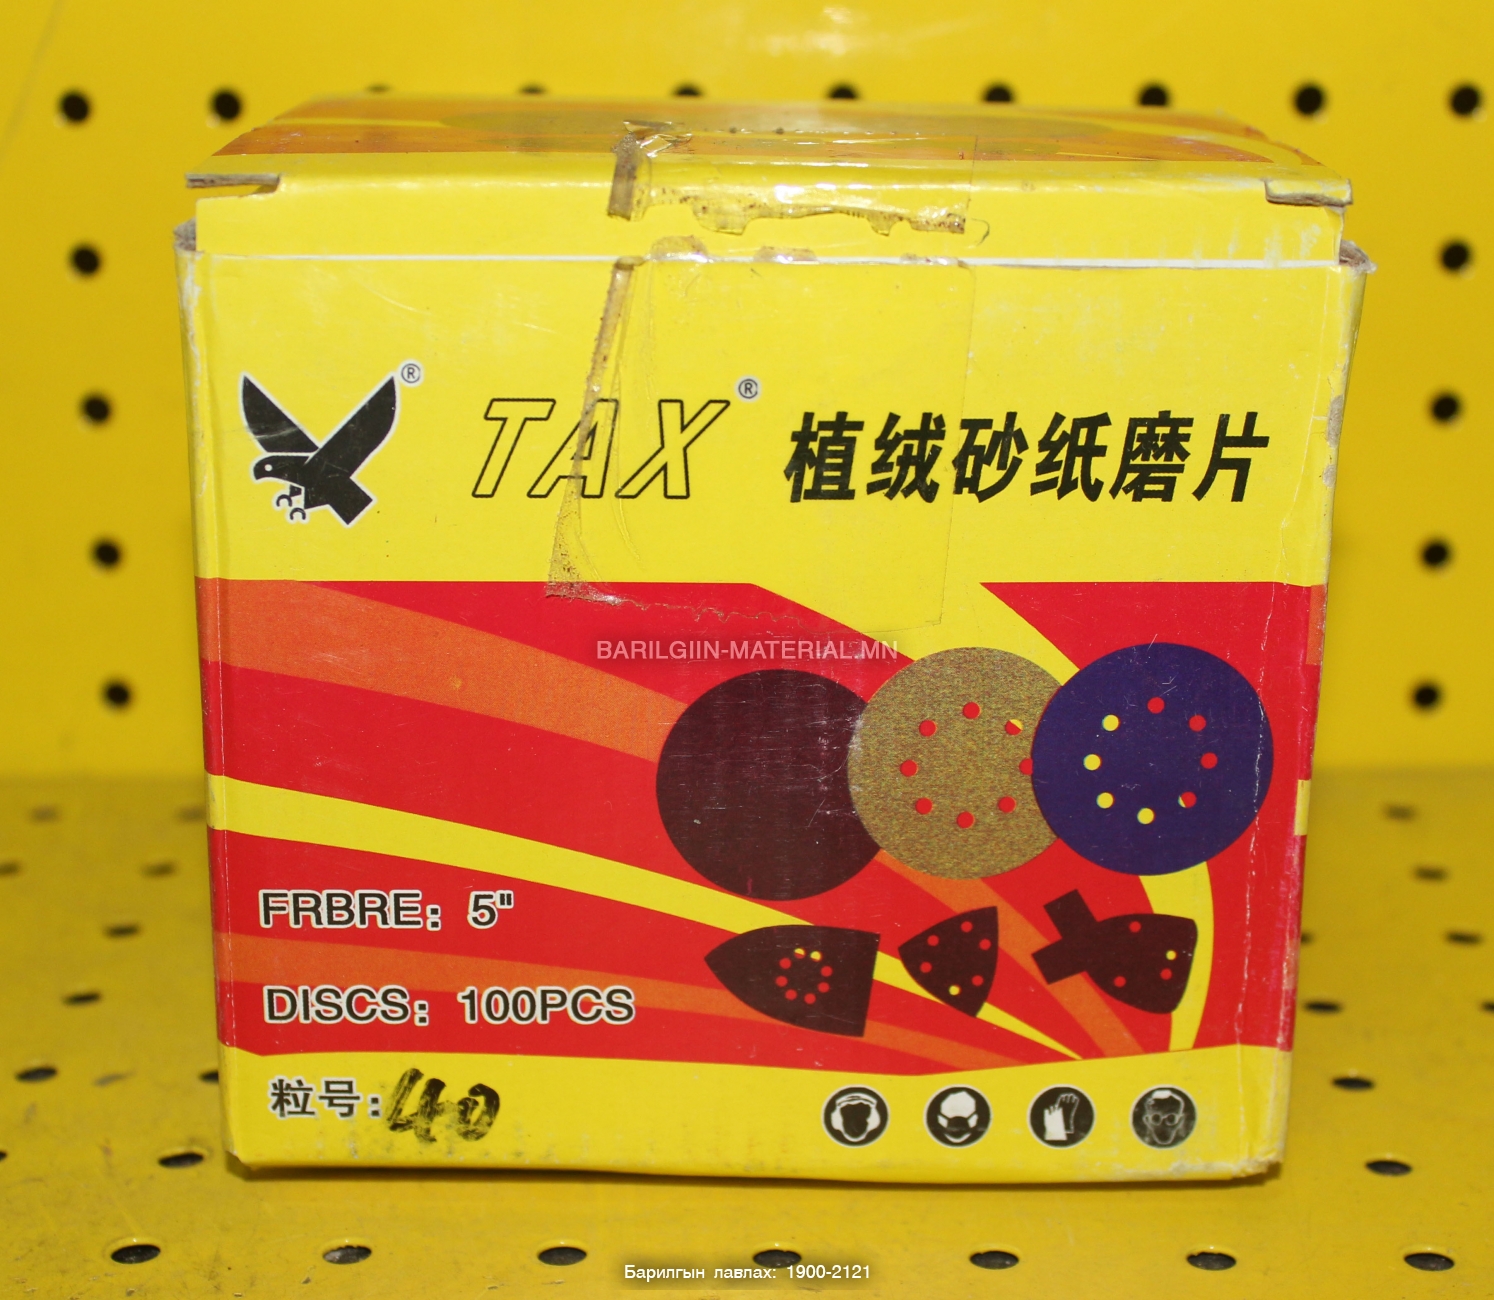 ®
TAX® 植绒砂纸磨片
BARILGIIN-MATERIAL.MN
FRBRE: 5"
DISCS: 100PCS
粒号: 40
Барилгын лавлах: 1900-2121